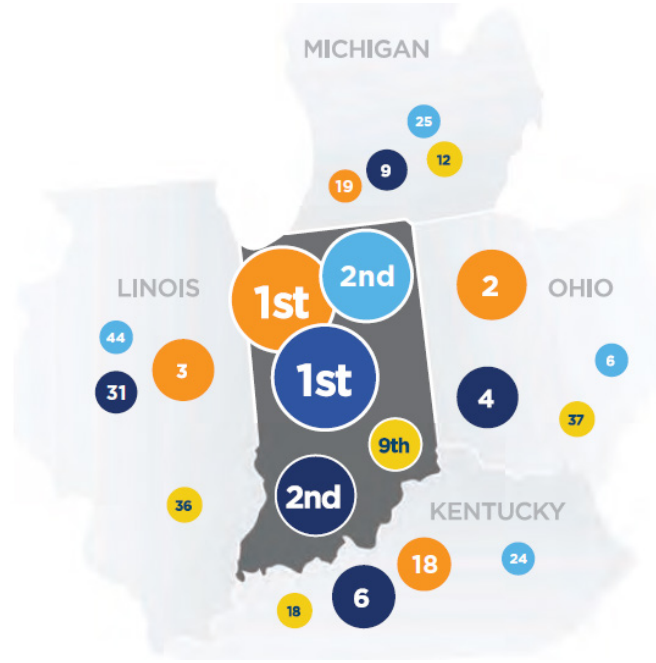 MICHIGAN
25
12
9
19
2nd
1st
2
LINOIS
OHIO
44
3
6
31
1st
4
37
9th
2nd
36
KENTUCKY
24
18
6
18